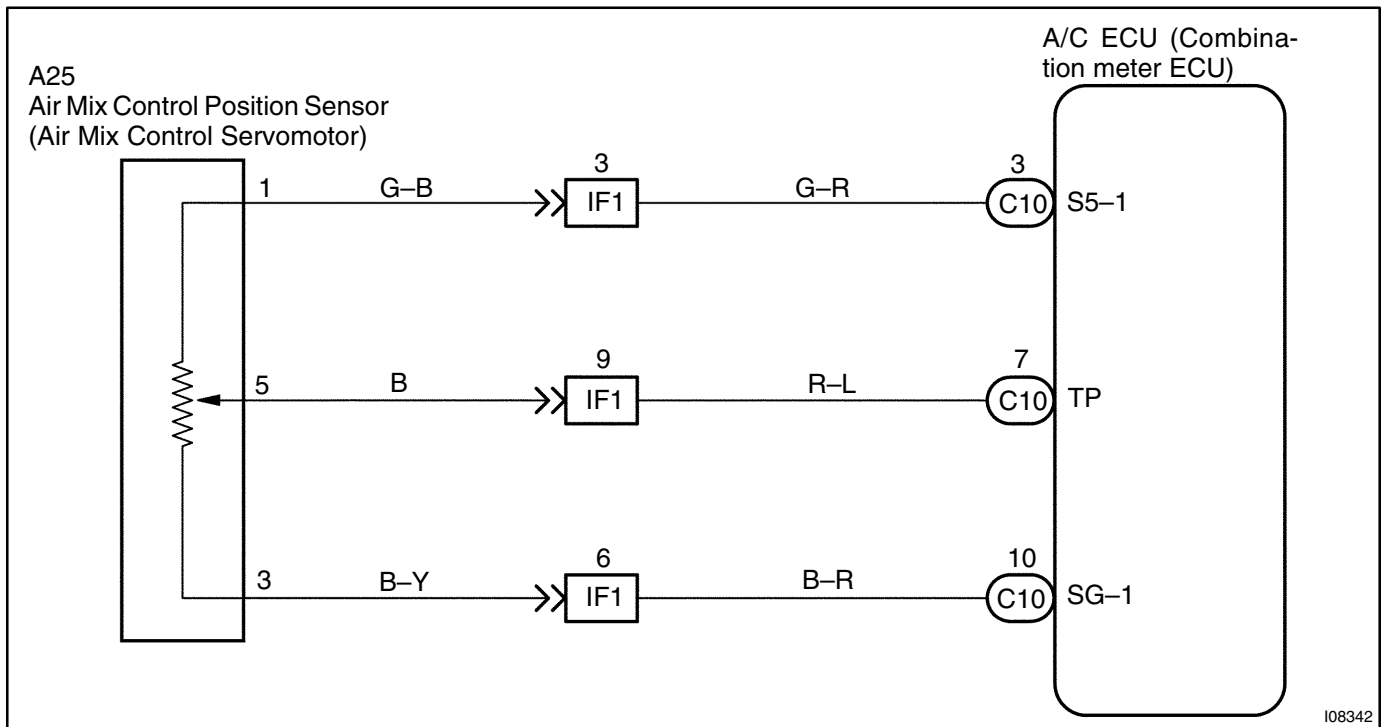 A/C ECU (Combina-
tion meter ECU)
A25
Air Mix Control Position Sensor
(Air Mix Control Servomotor)
1 G–B 3 IF1 G–R 3 C10 S5–1
5 B 9 IF1 R–L 7 C10 TP
3 B–Y 6 IF1 B–R 10 C10 SG–1
I08342